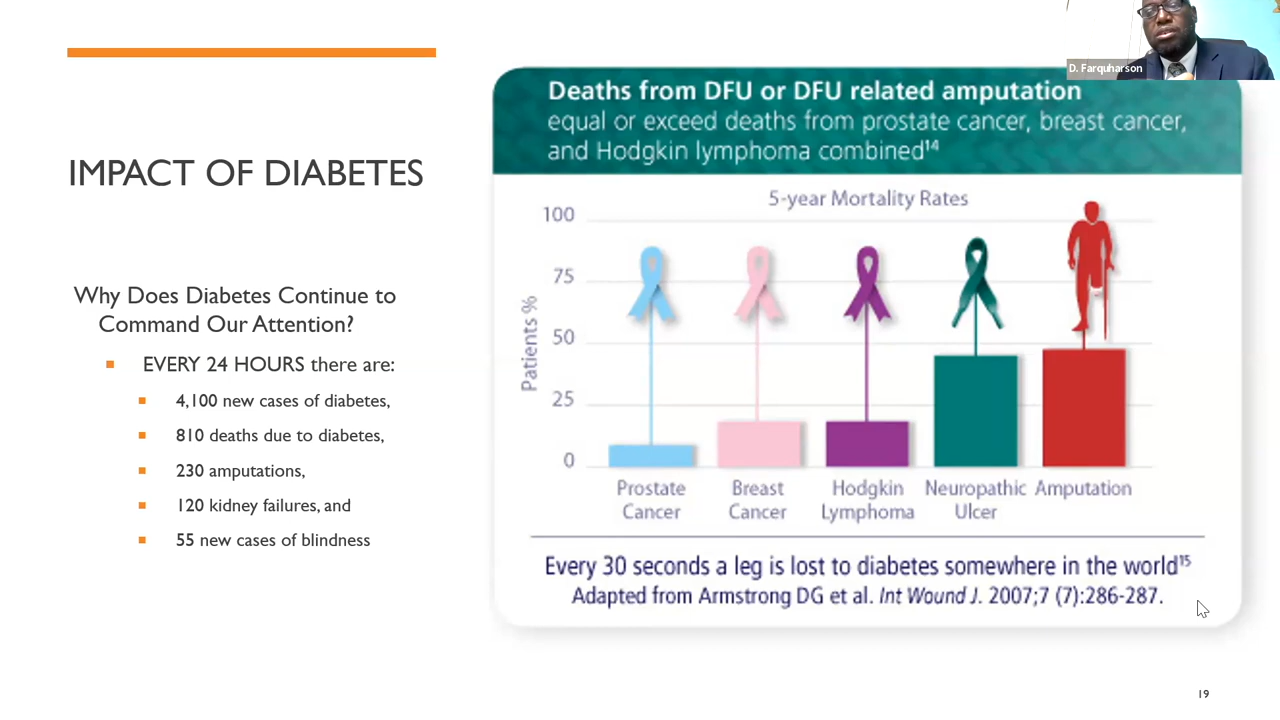 D. Farquharson
IMPACT OF DIABETES
Why Does Diabetes Continue to
Command Our Attention?
EVERY 24 HOURS there are:
4,100 new cases of diabetes,
810 deaths due to diabetes,
230 amputations,
120 kidney failures, and
55 new cases of blindness
Deaths from DFU or DFU related amputation
equal or exceed deaths from prostate cancer, breast cancer,
and Hodgkin lymphoma combined¹⁴
5-year Mortality Rates
Patients %
100
75
50
25
0
Prostate
Cancer
Breast
Cancer
Hodgkin
Lymphoma
Neuropathic
Ulcer
Amputation
Every 30 seconds a leg is lost to diabetes somewhere in the world¹⁵
Adapted from Armstrong DG et al. Int Wound J. 2007;7 (7):286-287.
19